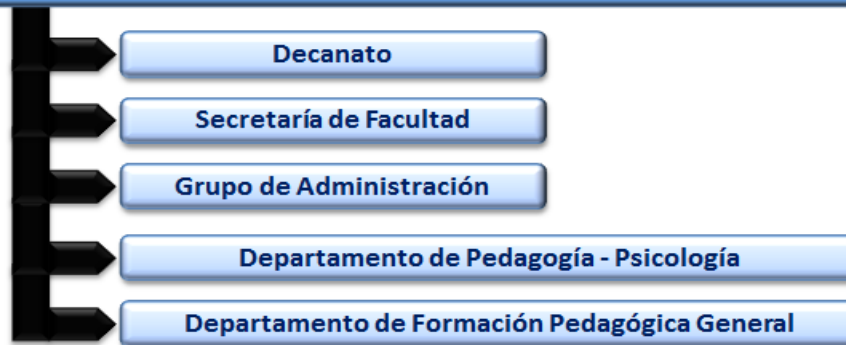 Decanato
Secretaría de Facultad
Grupo de Administración
Departamento de Pedagogía - Psicología
Departamento de Formación Pedagógica General